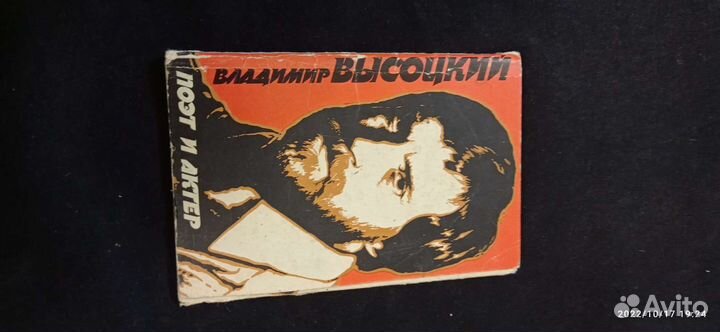 ВЛАДИМИР ВЫСОЦКИЙ
ПОЭТ И АКТЕР
Avito
2022/10/17 19:24